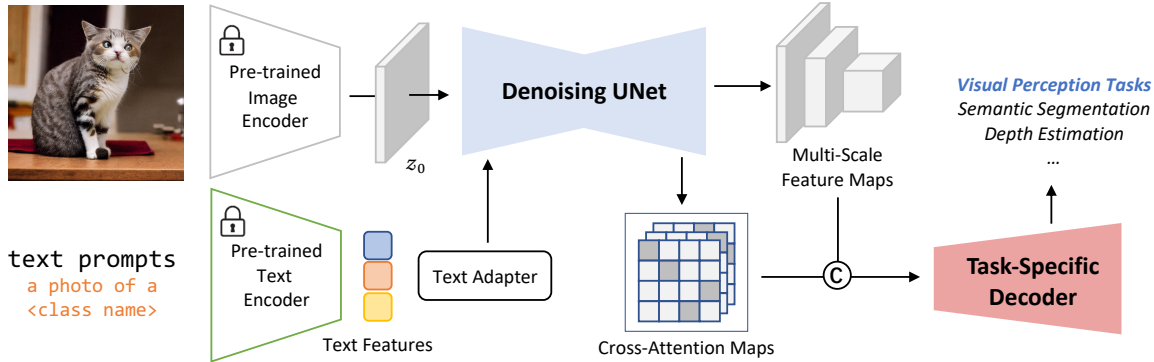 Pre-trained
Image
Encoder
z0
Denoising UNet
Multi-Scale
Feature Maps
Visual Perception Tasks
Semantic Segmentation
Depth Estimation
...
text prompts
a photo of a
<class name>
Pre-trained
Text
Encoder
Text Features
Text Adapter
Cross-Attention Maps
C
Task-Specific
Decoder